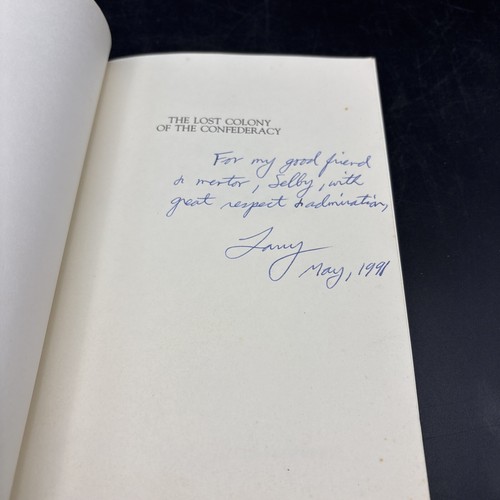 THE LOST COLONY
OF THE CONFEDERACY
For my good friend
& mentor, Selby, with
great respect & admiration,
Larry
May, 1991